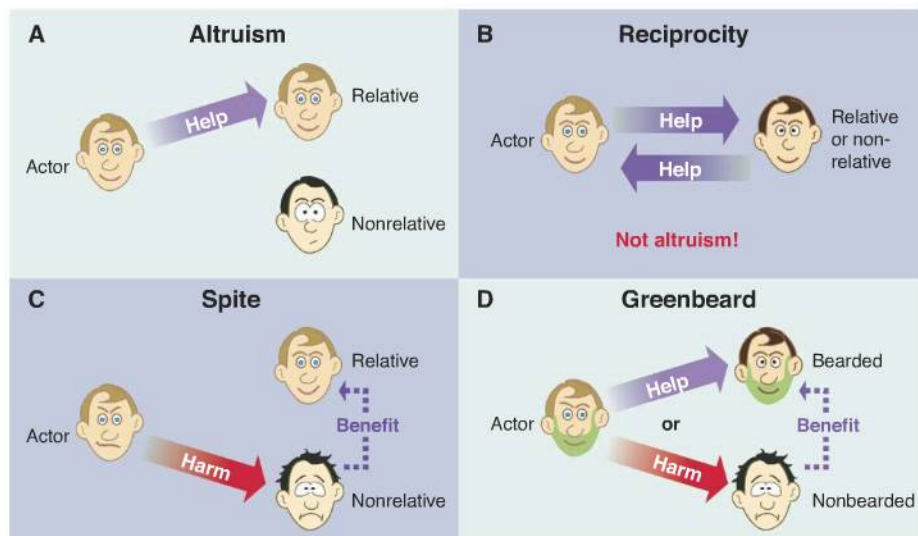 A Altruism
Help
Relative
Actor
Nonrelative
B Reciprocity
Help
Actor
Help
Relative
or non-
relative
Not altruism!
C Spite
Relative
Actor
Benefit
Harm
Nonrelative
D Greenbeard
Bearded
Help
Actor
or
Benefit
Harm
Nonbearded